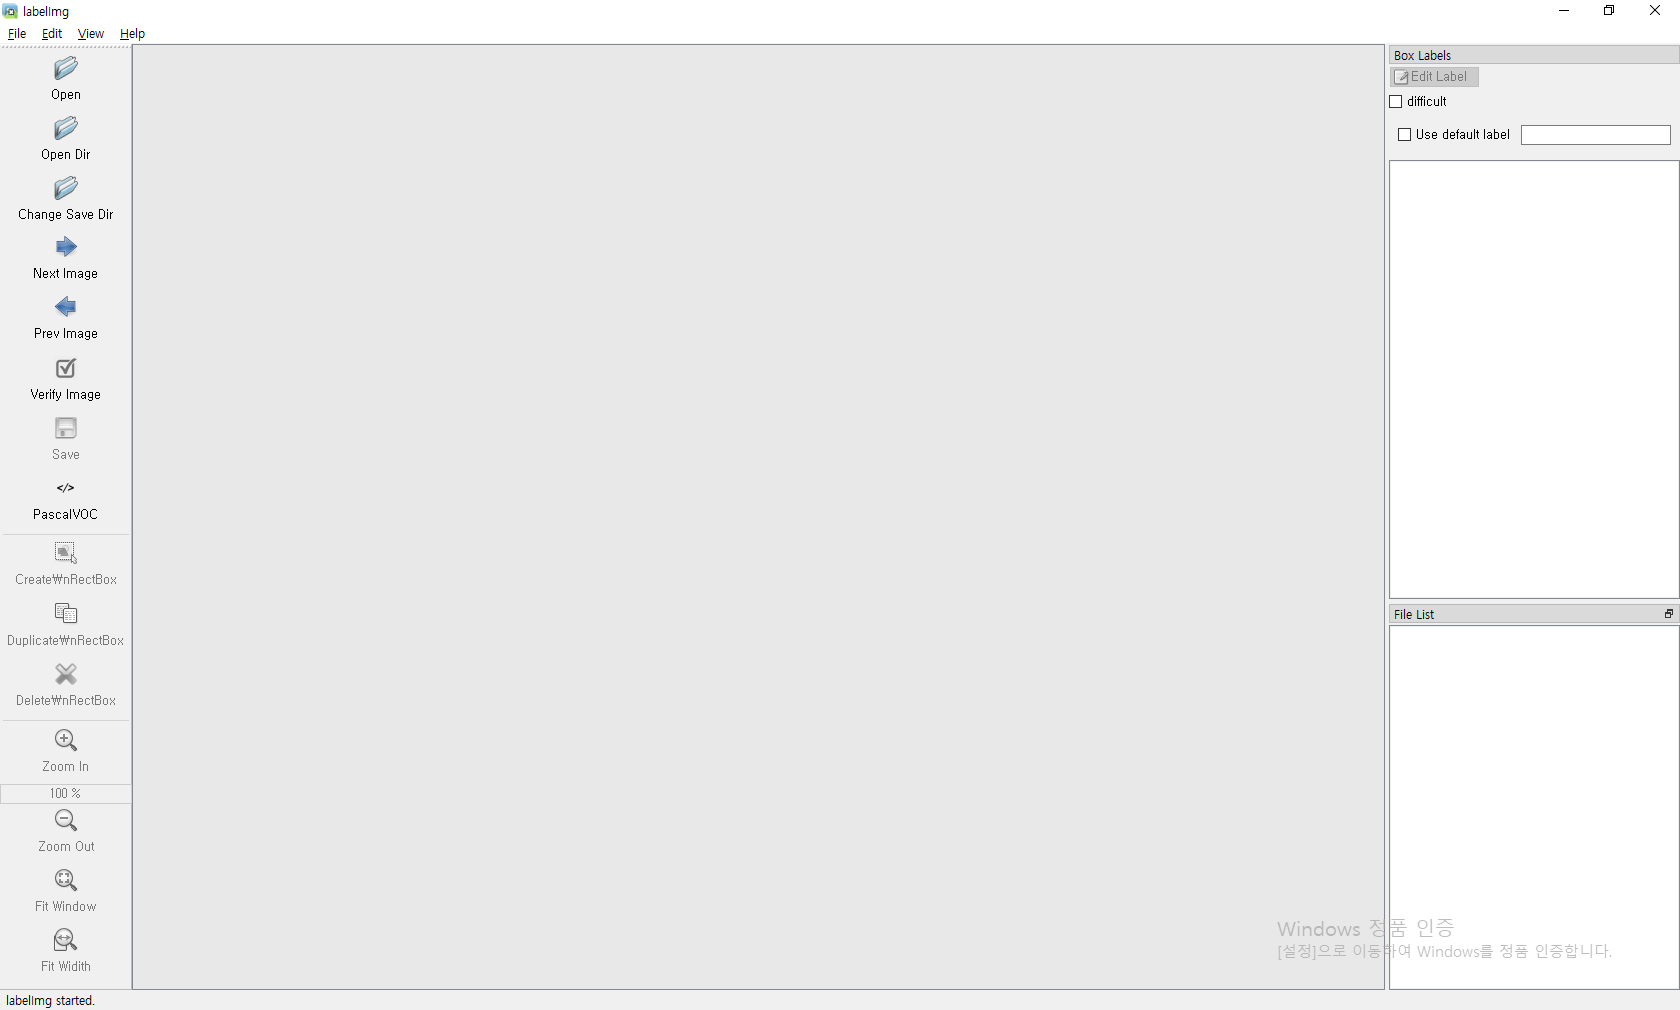 labelImg
File Edit View Help
Open
Open Dir
Change Save Dir
Next Image
Prev Image
Verify Image
Save
</>
PascalVOC
Create₩nRectBox
Duplicate₩nRectBox
Delete₩nRectBox
Zoom In
100 %
Zoom Out
Fit Window
Fit Width
Box Labels
Edit Label
difficult
Use default label
File List
Windows 정품 인증
[설정]으로 이동하여 Windows를 정품 인증합니다.
labelImg started.